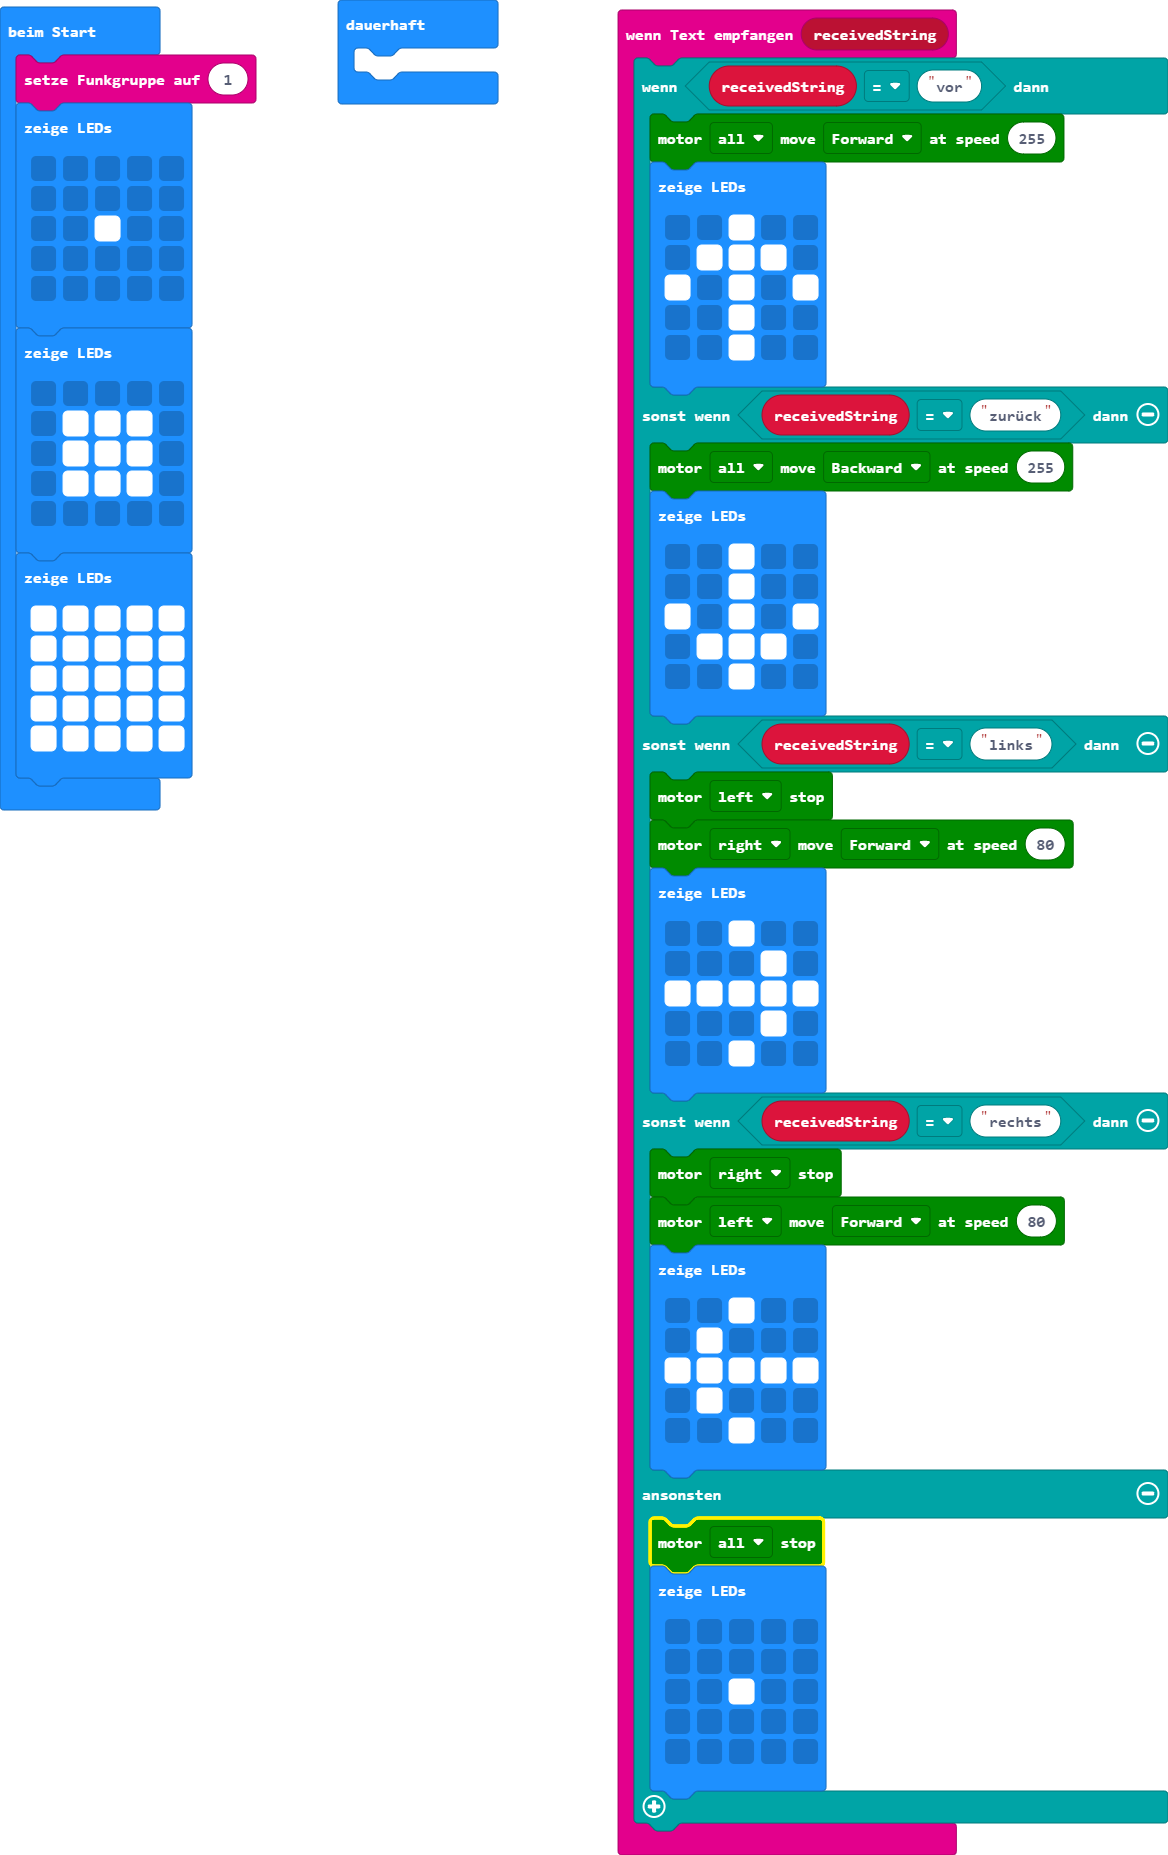 beim Start
setze Funkgruppe auf 1
zeige LEDs
zeige LEDs
zeige LEDs
dauerhaft
wenn Text empfangen receivedString
wenn receivedString = "vor" dann
motor all move Forward at speed 255
zeige LEDs
sonst wenn receivedString = "zurück" dann
motor all move Backward at speed 255
zeige LEDs
sonst wenn receivedString = "links" dann
motor left stop
motor right move Forward at speed 80
zeige LEDs
sonst wenn receivedString = "rechts" dann
motor right stop
motor left move Forward at speed 80
zeige LEDs
ansonsten
motor all stop
zeige LEDs